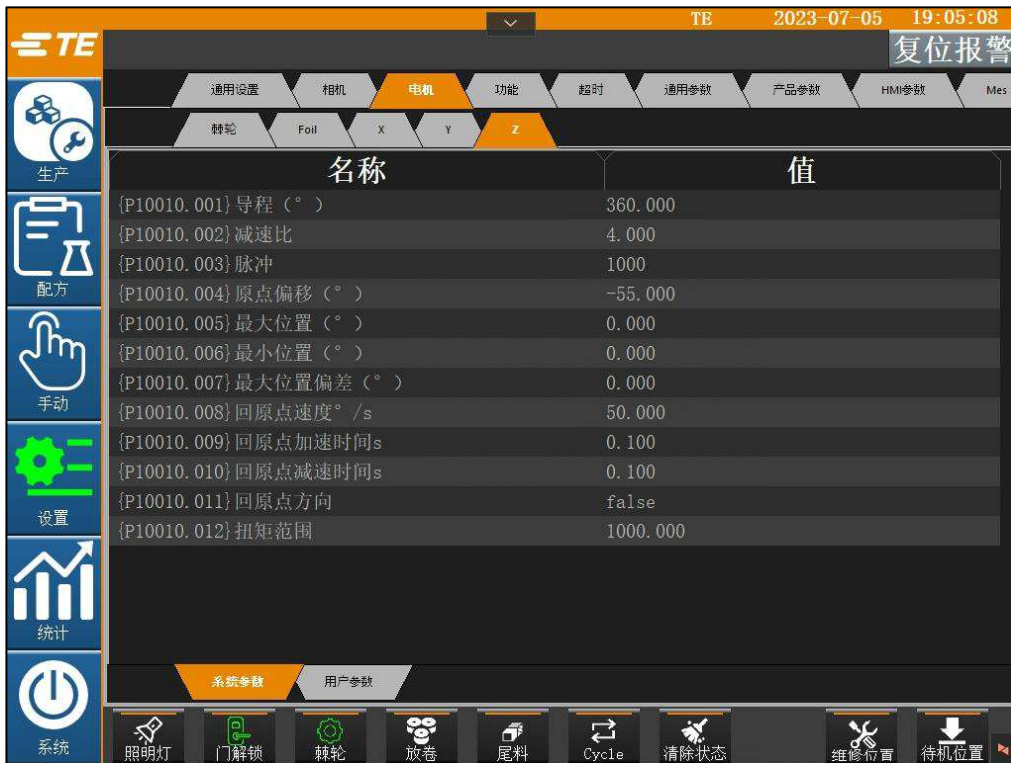 TE 2023-07-05 19:05:08
TE
复位报警
通用设置 相机 电机 功能 超时 通用参数 产品参数 HMI参数 Mes
棘轮 Foil X Y Z
名称 值
{P10010.001}导程（°） 360.000
{P10010.002}减速比 4.000
{P10010.003}脉冲 1000
{P10010.004}原点偏移（°） -55.000
{P10010.005}最大位置（°） 0.000
{P10010.006}最小位置（°） 0.000
{P10010.007}最大位置偏差（°） 0.000
{P10010.008}回原点速度°/s 50.000
{P10010.009}回原点加速时间s 0.100
{P10010.010}回原点减速时间s 0.100
{P10010.011}回原点方向 false
{P10010.012}扭矩范围 1000.000
生产
配方
手动
设置
统计
系统
系统参数 用户参数
照明灯 门解锁 棘轮 放卷 尾料 Cycle 清除状态 维修位置 待机位置